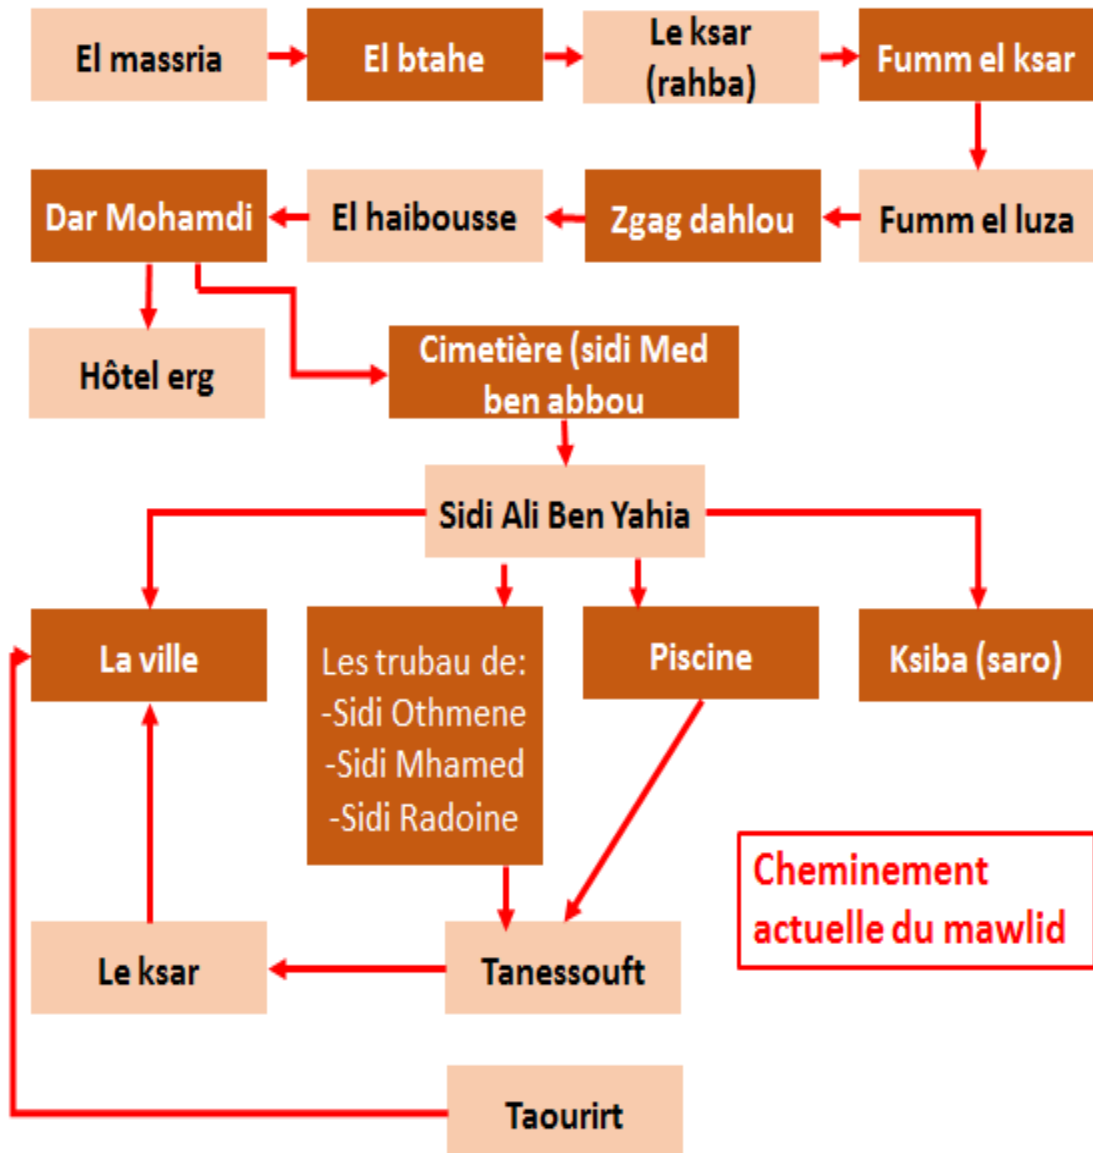 El massria
El btahe
Le ksar
(rahba)
Fumm el ksar
Dar Mohamdi
El haibousse
Zgag dahlou
Fumm el luza
Hôtel erg
Cimetière (sidi Med
ben abbou
Sidi Ali Ben Yahia
La ville
Les trubau de:
-Sidi Othmene
-Sidi Mhamed
-Sidi Radoine
Piscine
Ksiba (saro)
Cheminement
actuelle du mawlid
Le ksar
Tanessouft
Taourirt